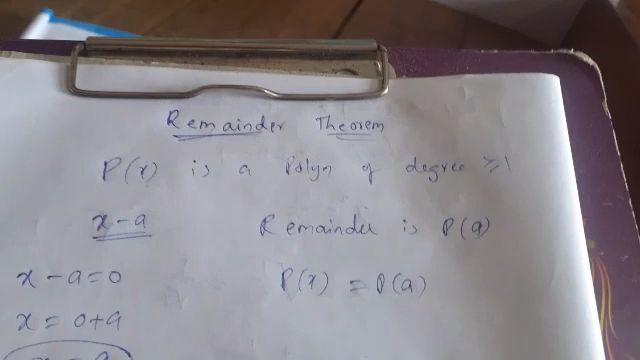 Remainder Theorem
P(x) is a Polyn of degree ≥1
x-a Remainder is P(a)
x-a=0 P(x) = P(a)
x = 0+a
x = a